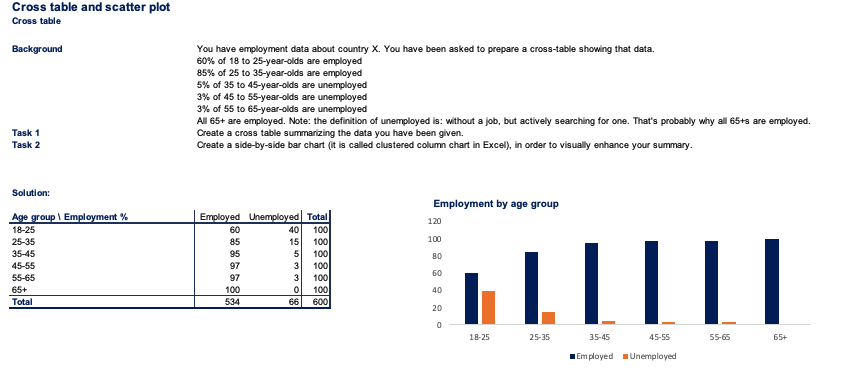 Cross table and scatter plot
Cross table
Background You have employment data about country X. You have been asked to prepare a cross-table showing that data.
60% of 18 to 25-year-olds are employed
85% of 25 to 35-year-olds are employed
5% of 35 to 45-year-olds are unemployed
3% of 45 to 55-year-olds are unemployed
3% of 55 to 65-year-olds are unemployed
All 65+ are employed. Note: the definition of unemployed is: without a job, but actively searching for one. That's probably why all 65+s are employed.
Task 1 Create a cross table summarizing the data you have been given.
Task 2 Create a side-by-side bar chart (it is called clustered column chart in Excel), in order to visually enhance your summary.
Solution:
Age group \ Employment % Employed Unemployed Total
18-25 60 40 100
25-35 85 15 100
35-45 95 5 100
45-55 97 3 100
55-65 97 3 100
65+ 100 0 100
Total 534 66 600
Employment by age group
120
100
80
60
40
20
0
18-25 25-35 35-45 45-55 55-65 65+
Employed Unemployed